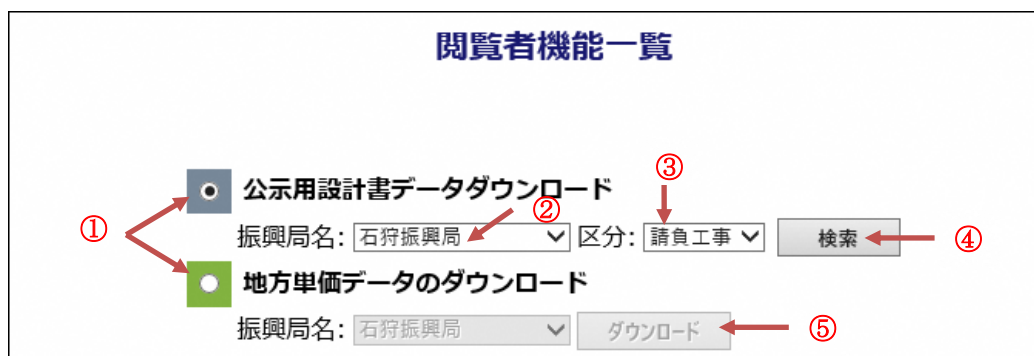 閲覧者機能一覧
③
公示用設計書データダウンロード
②
①
振興局名: 石狩振興局 区分: 請負工事 検索 ④
地方単価データのダウンロード
振興局名: 石狩振興局 ダウンロード ⑤